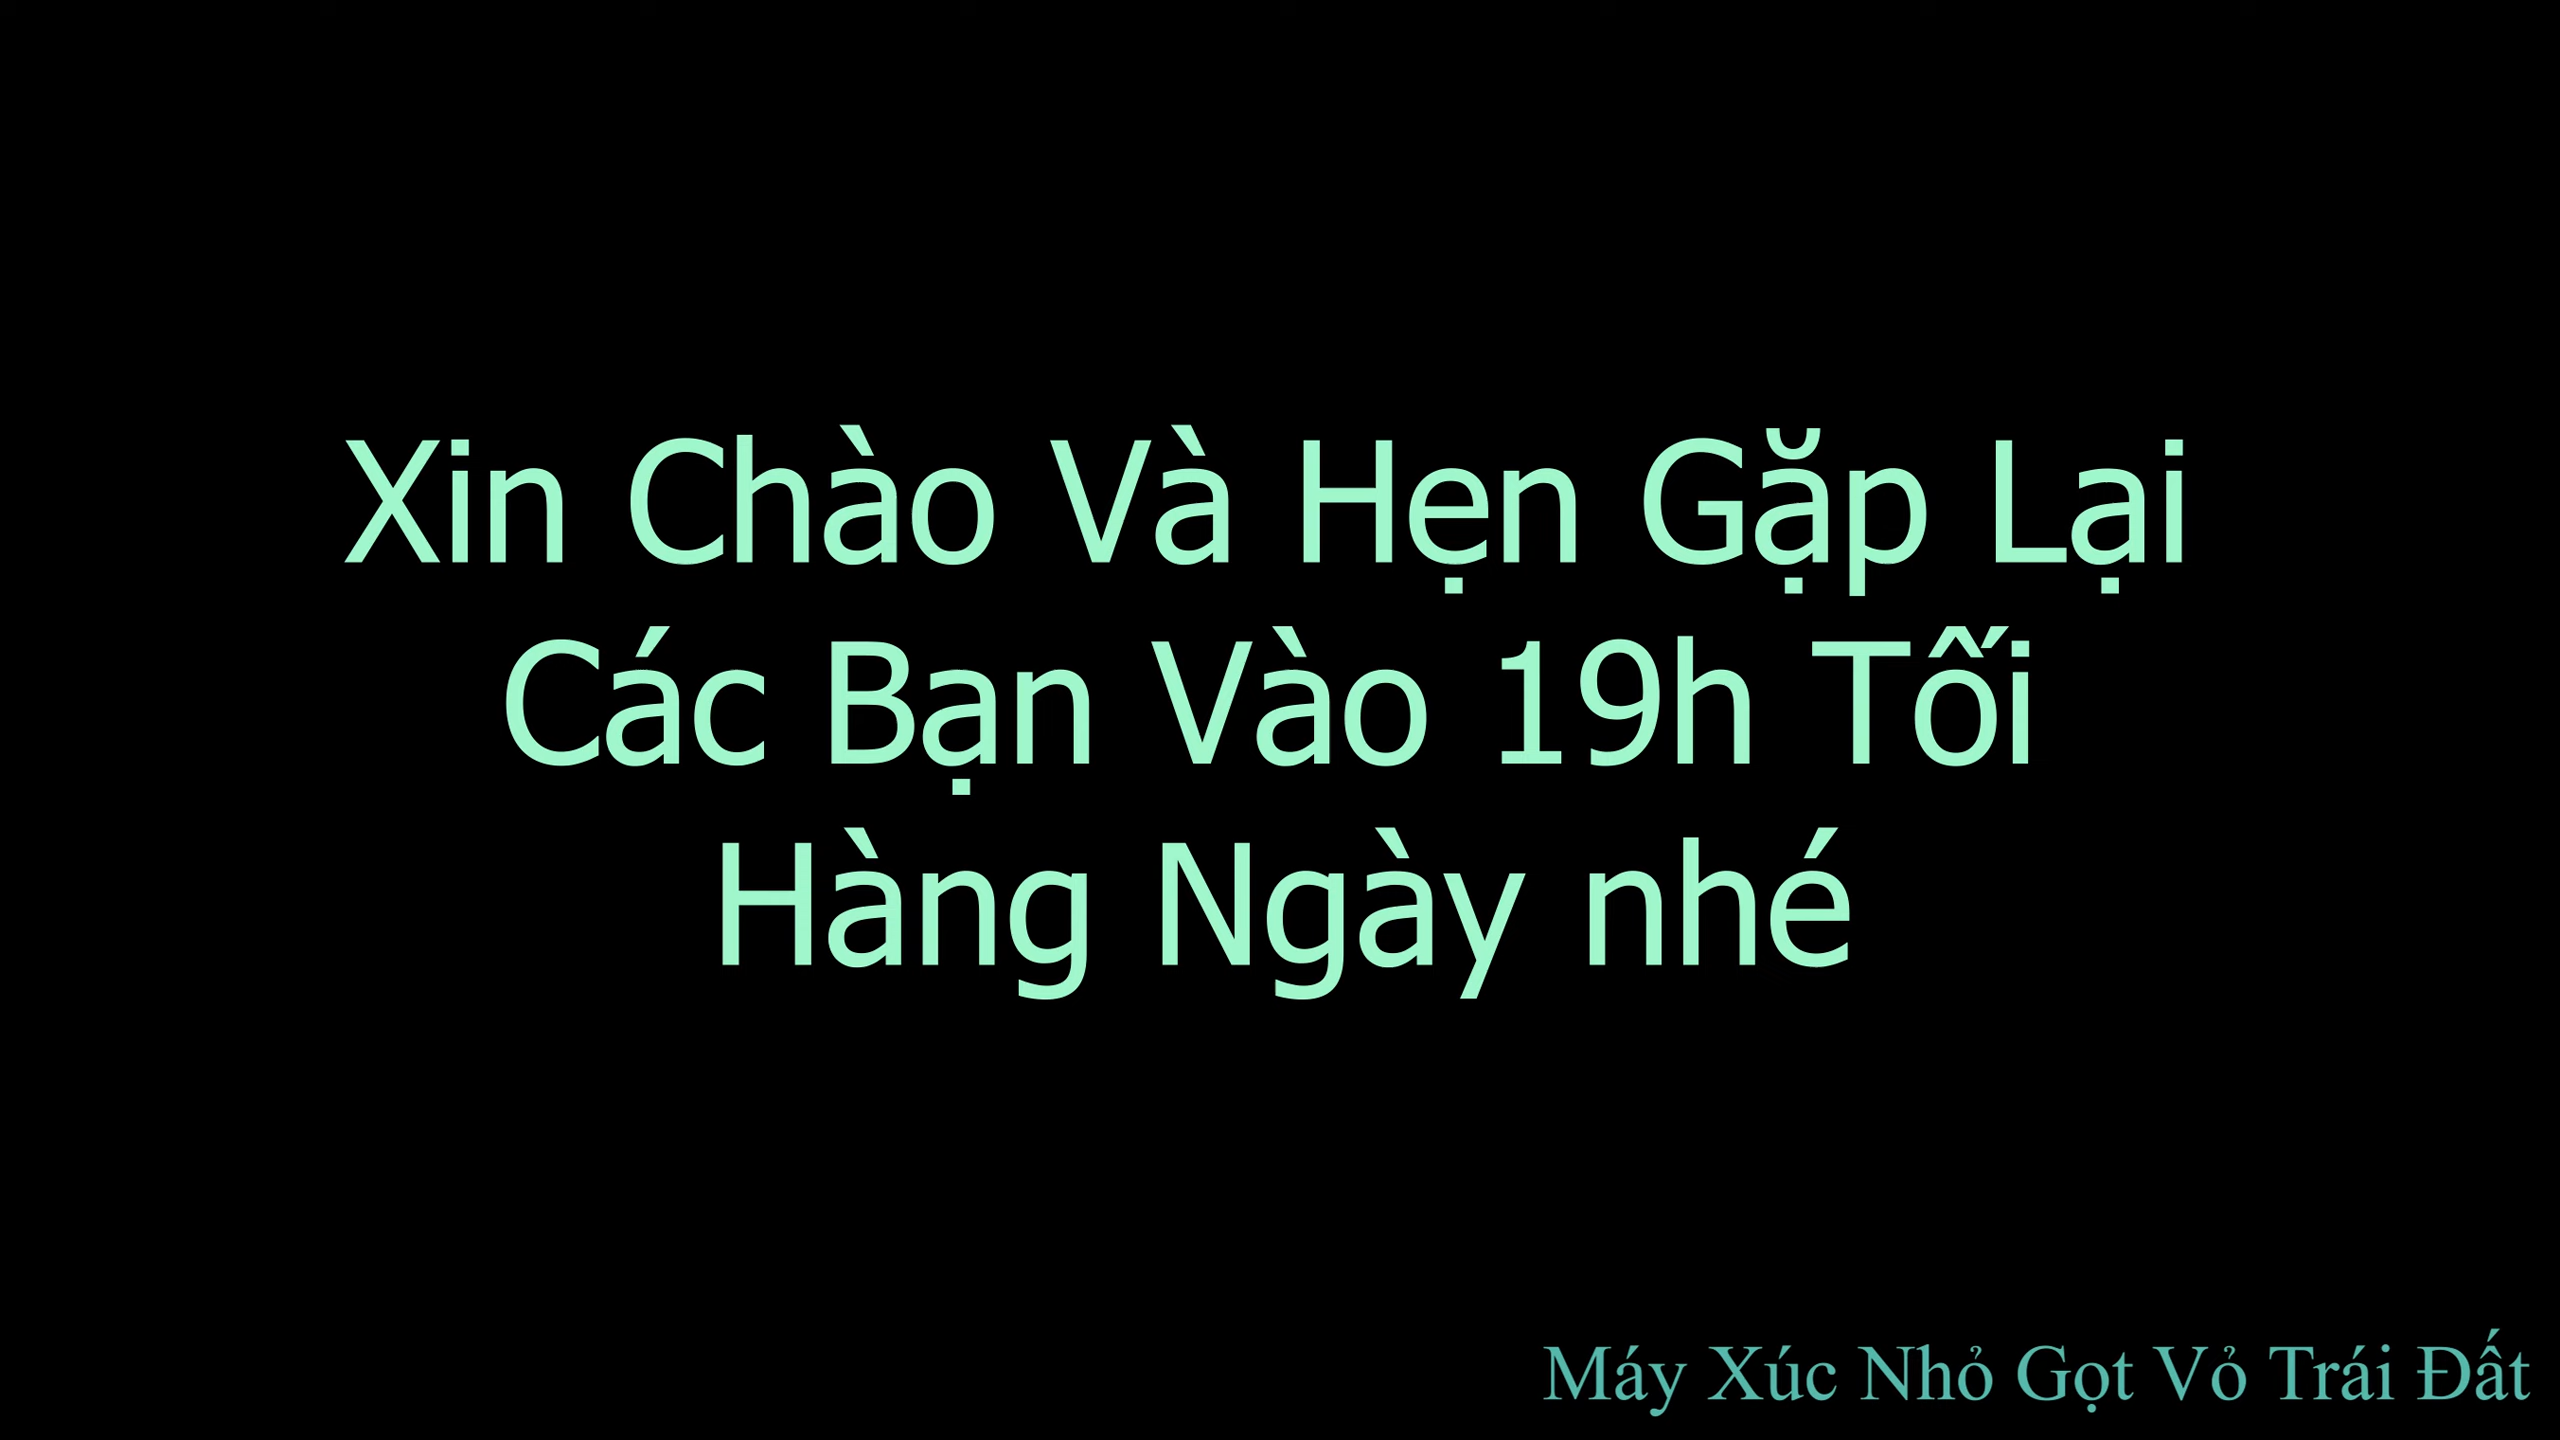 Xin Chào Và Hẹn Gặp Lại
Các Bạn Vào 19h Tối
Hàng Ngày nhé
Máy Xúc Nhỏ Gọt Vỏ Trái Đất